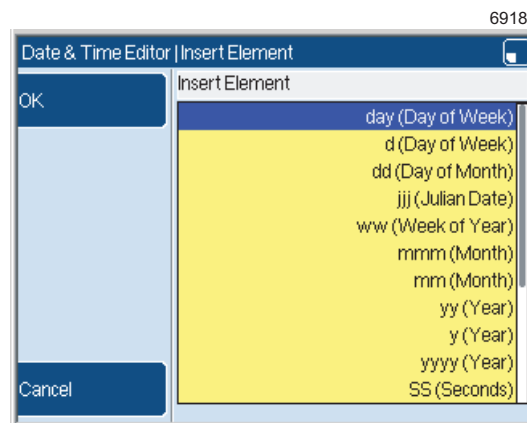 6918
Date & Time Editor|Insert Element
OK
Insert Element
day (Day of Week)
d (Day of Week)
dd (Day of Month)
jjj (Julian Date)
ww (Week of Year)
mmm (Month)
mm (Month)
yy (Year)
y (Year)
yyyy (Year)
SS (Seconds)
Cancel